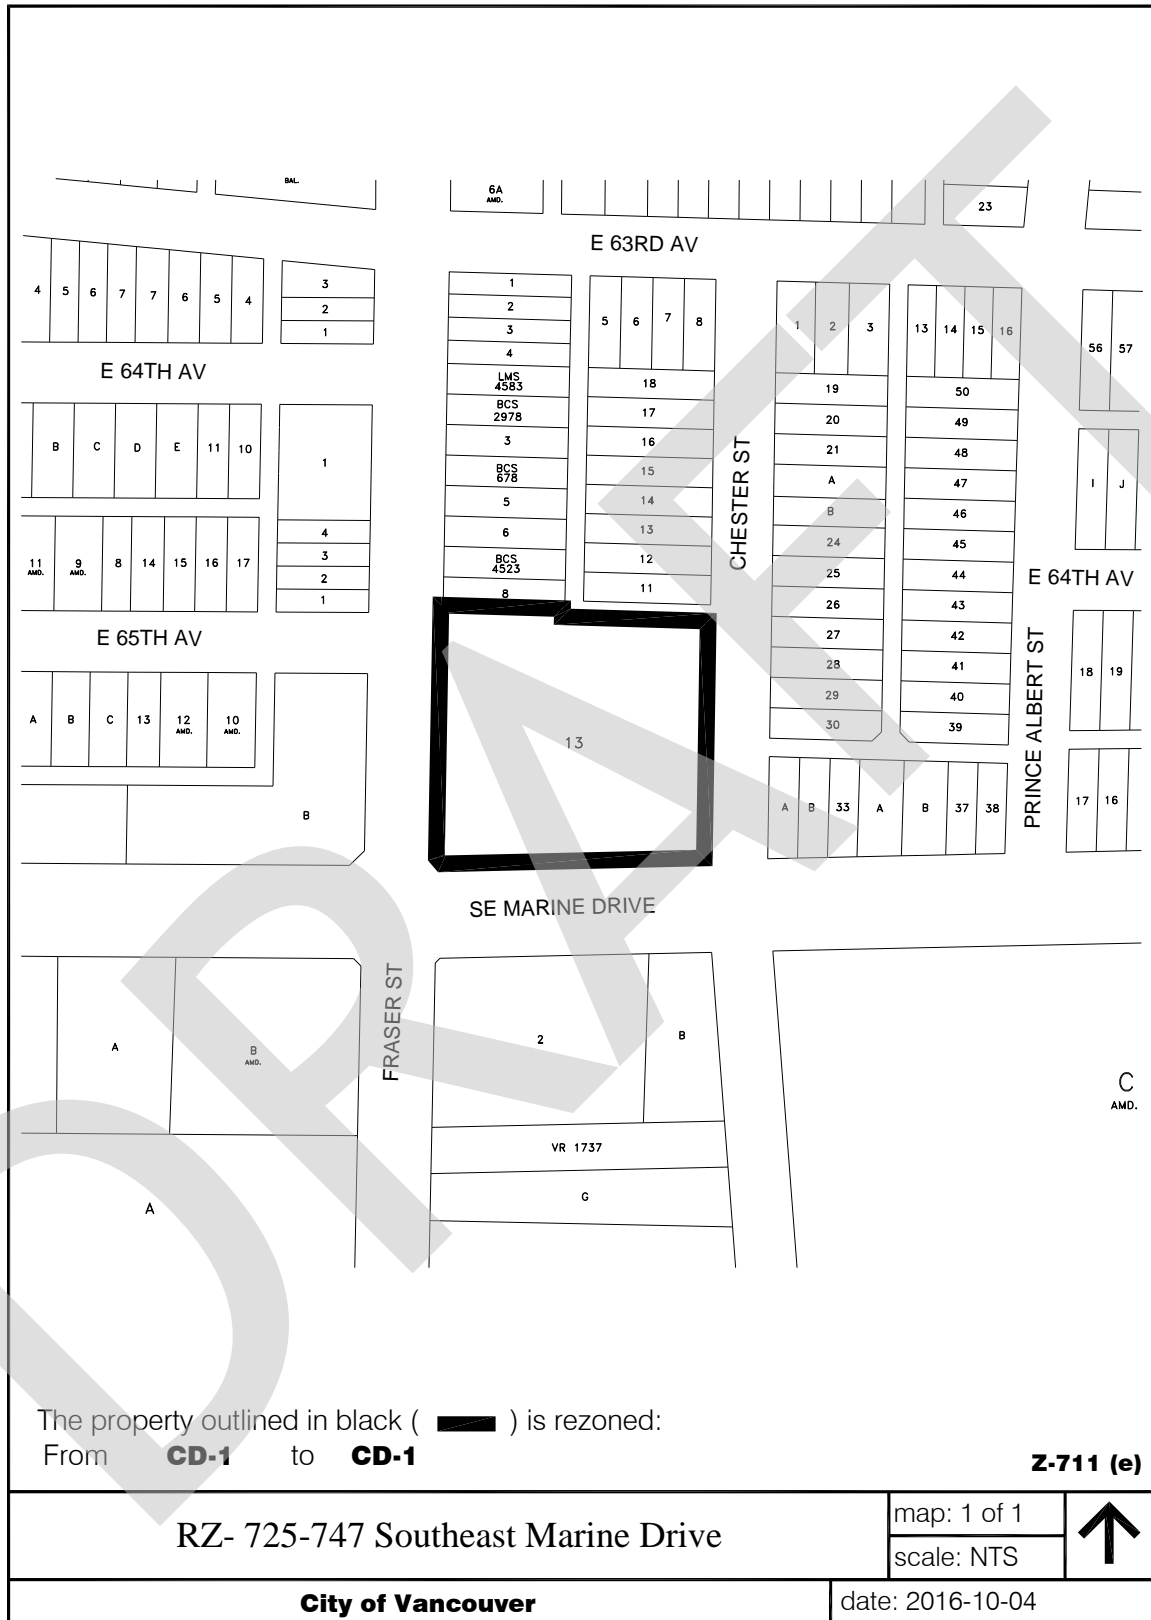 BAL.
6A
AMD.
23
E 63RD AV
4 5 6 7 7 6 5 4
3
2
1
1
2
3
4
LMS
4583
BCS
2978
3
BCS
678
5
6
BCS
4523
8
5 6 7 8
18
17
16
15
14
13
12
11
CHESTER ST
1 2 3
19
20
21
A
B
24
25
26
27
28
29
30
13 14 15 16
50
49
48
47
46
45
44
43
42
41
40
39
56 57
E 64TH AV
B C D E 11 10
1
4
3
2
1
I J
11
AMD.
9
AMD.
8 14 15 16 17
E 64TH AV
E 65TH AV
PRINCE ALBERT ST
18 19
A B C 13
12
AMD.
10
AMD.
B
13
A B 33 A B 37 38
17 16
SE MARINE DRIVE
FRASER ST
A
B
AMD.
2
B
C
AMD.
VR 1737
G
A
DRAFT
The property outlined in black ( ) is rezoned:
From CD-1 to CD-1
Z-711 (e)
RZ- 725-747 Southeast Marine Drive
map: 1 of 1
scale: NTS
City of Vancouver
date: 2016-10-04